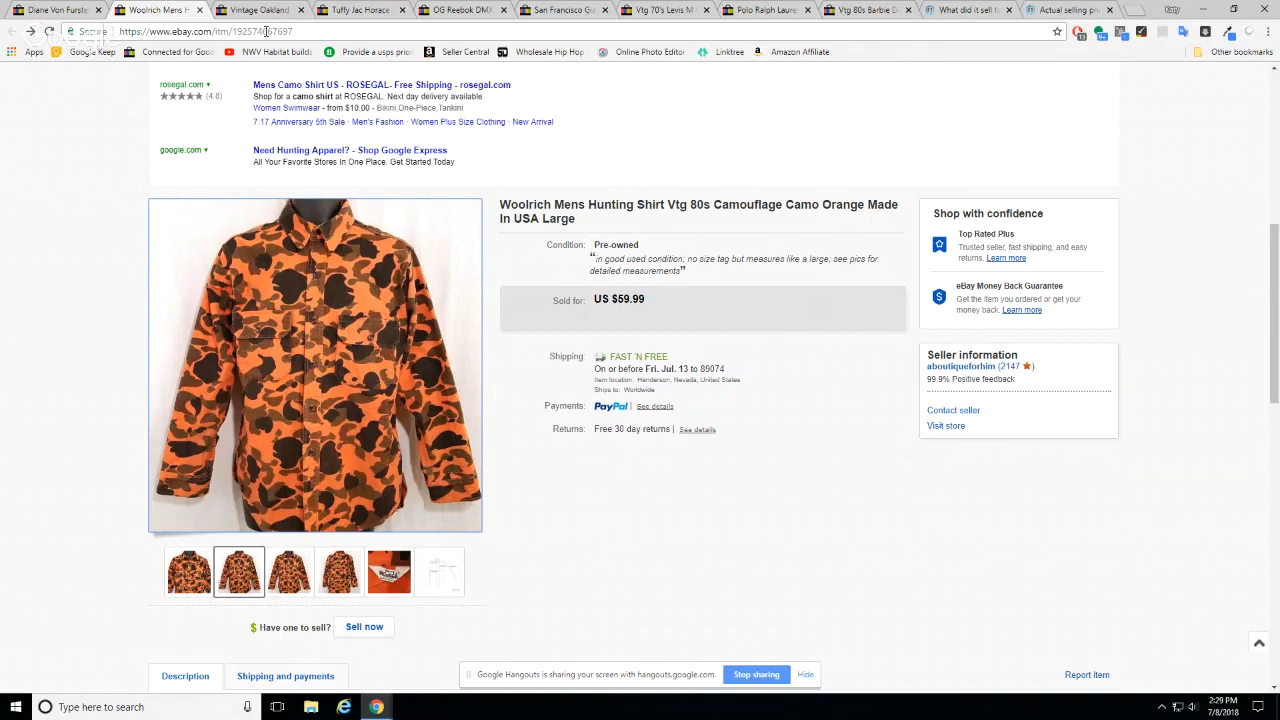 Diane Von Furste
Woolrich Mens H
Vintage Oakland
Tuffy Jac Horace
OG Reebok DMX
San Francisco Gi
Vtg 70's Levis M
Polo Ralph Laure
Vtg 80s Barbie D
What did it sell fo
Actual selling pric
Secure
https://www.ebay.com/itm/192574057697
Apps
Google Keep
Connected for Goo
NWV Habitat builds
Provide a usps pick
Seller Central
Wholesale Hip Hop
Online Photo Editor
Linktree
Amazon Affiliate
Other bookmarks
rosegal.com
(4.8)
Mens Camo Shirt US - ROSEGAL- Free Shipping - rosegal.com
Shop for a camo shirt at ROSEGAL. Next day delivery available
Women Swimwear - from $10.00 - Bikini,One-Piece,Tankini
7.17 Anniversary 5th Sale · Men's Fashion · Women Plus Size Clothing · New Arrival
google.com
Need Hunting Apparel? - Shop Google Express
All Your Favorite Stores In One Place. Get Started Today
Woolrich Mens Hunting Shirt Vtg 80s Camouflage Camo Orange Made
In USA Large
Condition: Pre-owned
“in good used condition; no size tag but measures like a large; see pics for
detailed measurements”
Sold for: US $59.99
Shipping: FAST 'N FREE
On or before Fri. Jul. 13 to 89074
Item location: Henderson, Nevada, United States
Ships to: Worldwide
Payments: PayPal | See details
Returns: Free 30 day returns | See details
Shop with confidence
Top Rated Plus
Trusted seller, fast shipping, and easy
returns. Learn more
eBay Money Back Guarantee
Get the item you ordered or get your
money back. Learn more
Seller information
aboutiqueforhim (2147 )
99.9% Positive feedback
Contact seller
Visit store
Woolrich
$ Have one to sell? Sell now
Description
Shipping and payments
Report item
Google Hangouts is sharing your screen with hangouts.google.com.
Stop sharing
Hide
Type here to search
2:29 PM
7/8/2018